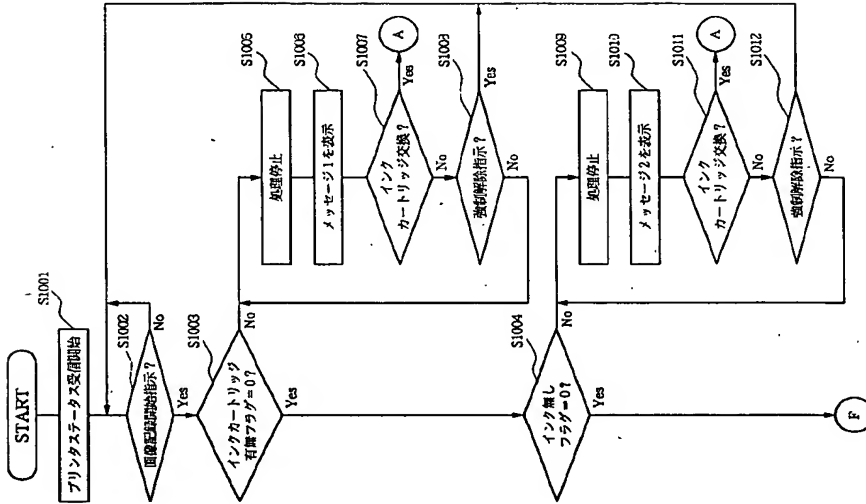 START
S1001
プリンタステータス受信開始
S1002
画像記録開始指示?
No
Yes
S1003
インクカートリッジ
有無フラグ=0?
No
Yes
S1005
処理停止
S1006
メッセージ1を表示
S1007
インク
カートリッジ交換?
Yes
A
No
S1008
強制解除指示?
Yes
No
S1004
インク無し
フラグ=0?
No
Yes
S1009
処理停止
S1010
メッセージ2を表示
S1011
インク
カートリッジ交換?
Yes
A
No
S1012
強制解除指示?
Yes
No
F